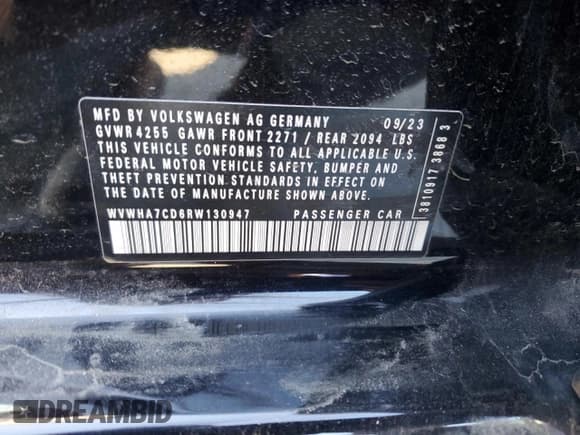 MFD BY VOLKSWAGEN AG GERMANY 09/23
GVWR 4255 GAWR FRONT 2271 / REAR 2094 LBS
THIS VEHICLE CONFORMS TO ALL APPLICABLE U.S.
FEDERAL MOTOR VEHICLE SAFETY, BUMPER AND
THEFT PREVENTION STANDARDS IN EFFECT ON
THE DATE OF MANUFACTURE SHOWN ABOVE.
WVWHA7CD6RW130947 PASSENGER CAR
3810917 3868 3
DREAMBID